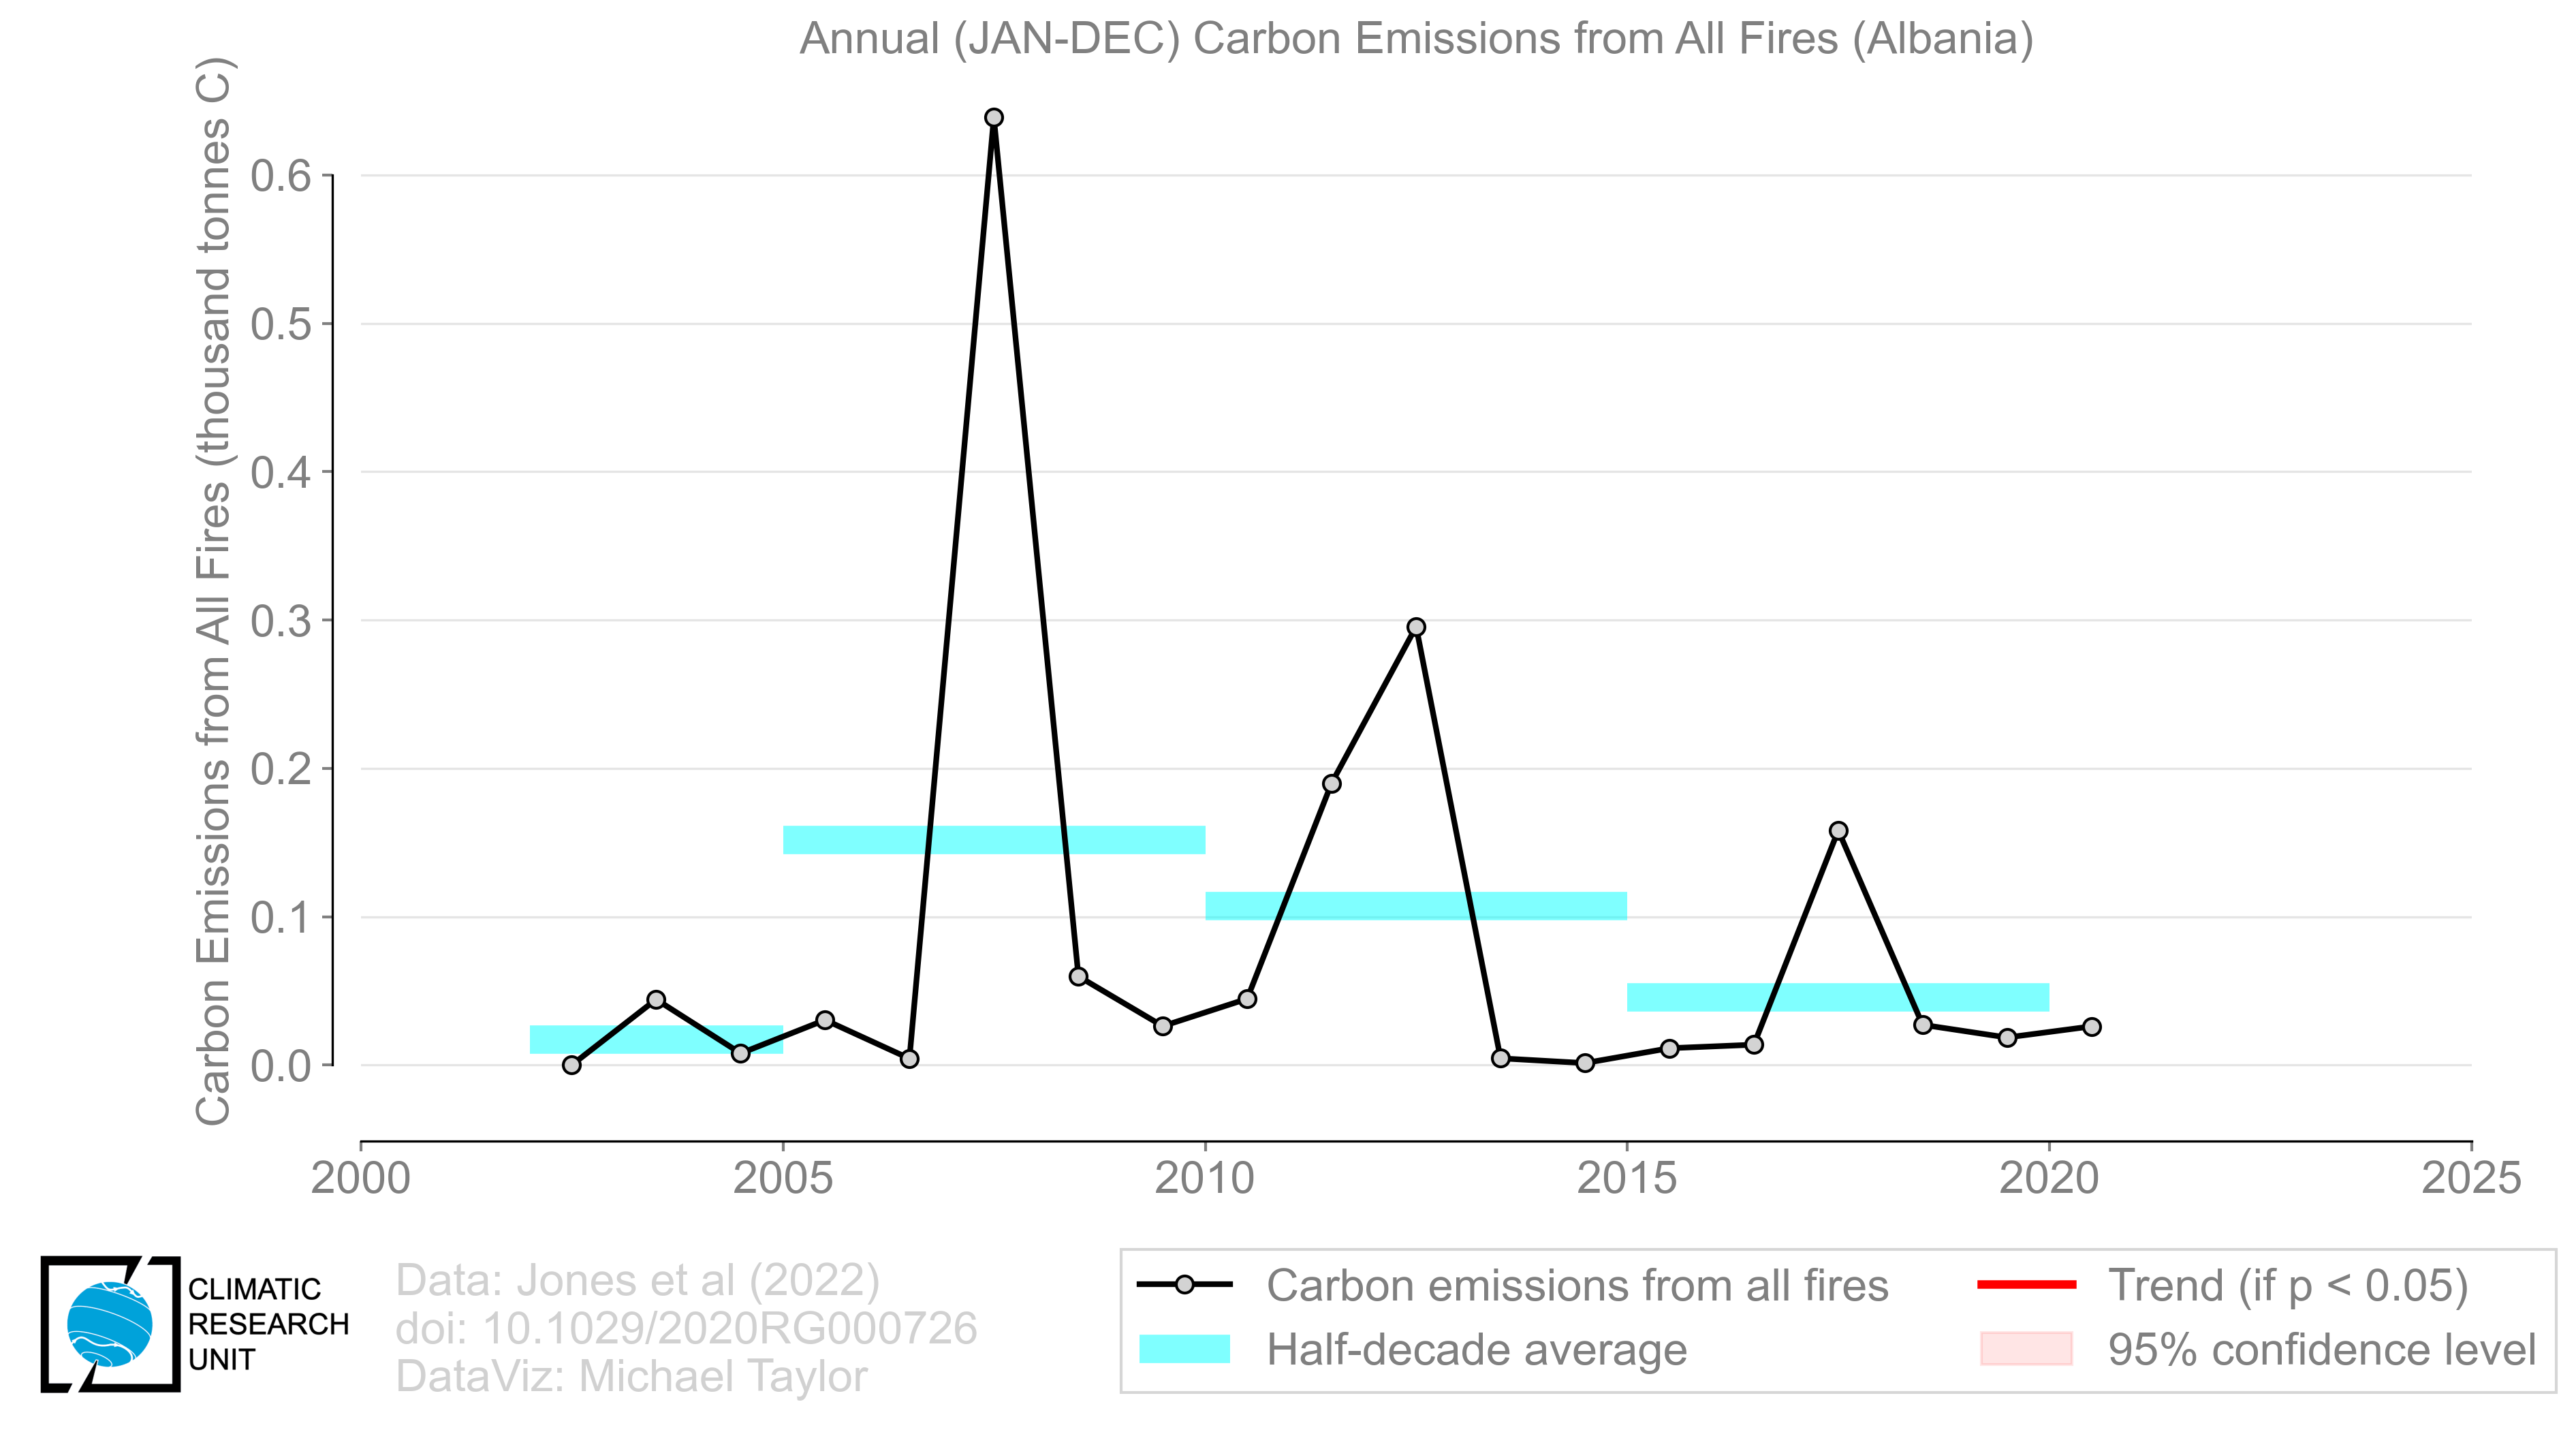 Annual (JAN-DEC) Carbon Emissions from All Fires (Albania)
Carbon Emissions from All Fires (thousand tonnes C)
0.6
0.5
0.4
0.3
0.2
0.1
0.0
2000 2005 2010 2015 2020 2025
CLIMATIC
RESEARCH
UNIT
Data: Jones et al (2022)
doi: 10.1029/2020RG000726
DataViz: Michael Taylor
Carbon emissions from all fires
Half-decade average
Trend (if p < 0.05)
95% confidence level